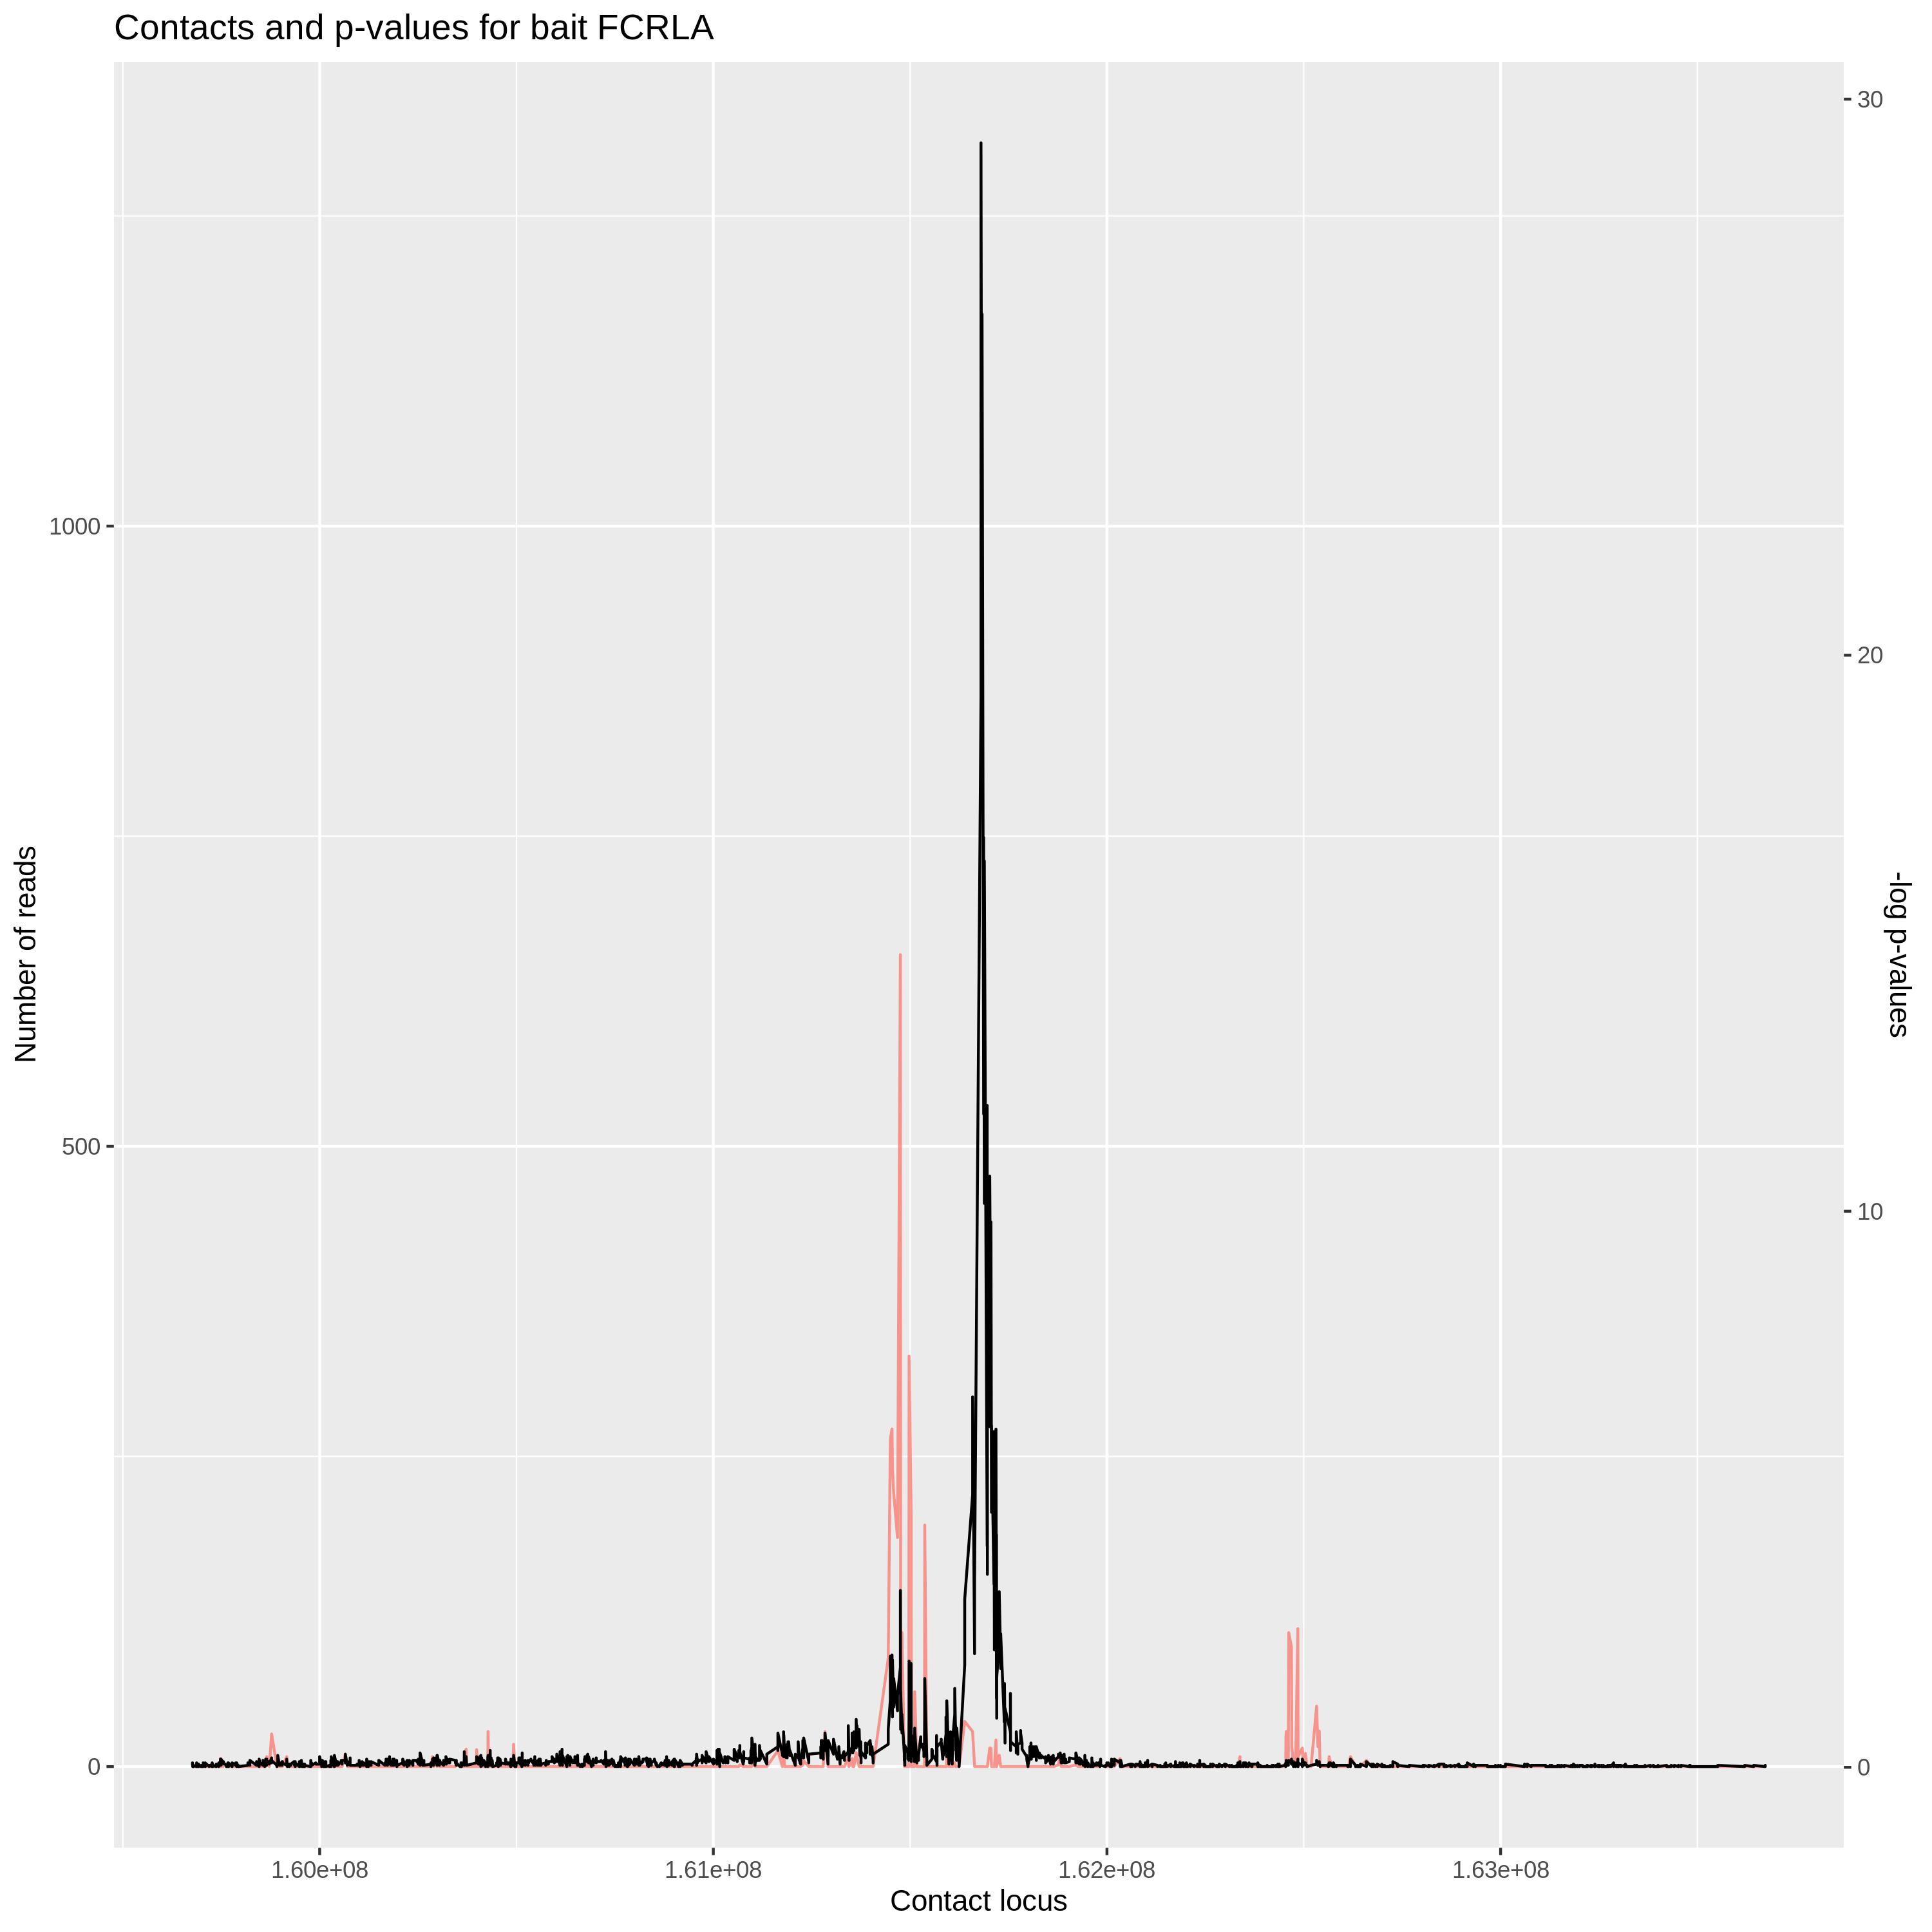 Contacts and p-values for bait FCRLA
Number of reads
1000
500
0
30
20
10
0
-log p-values
1.60e+08
1.61e+08
1.62e+08
1.63e+08
Contact locus